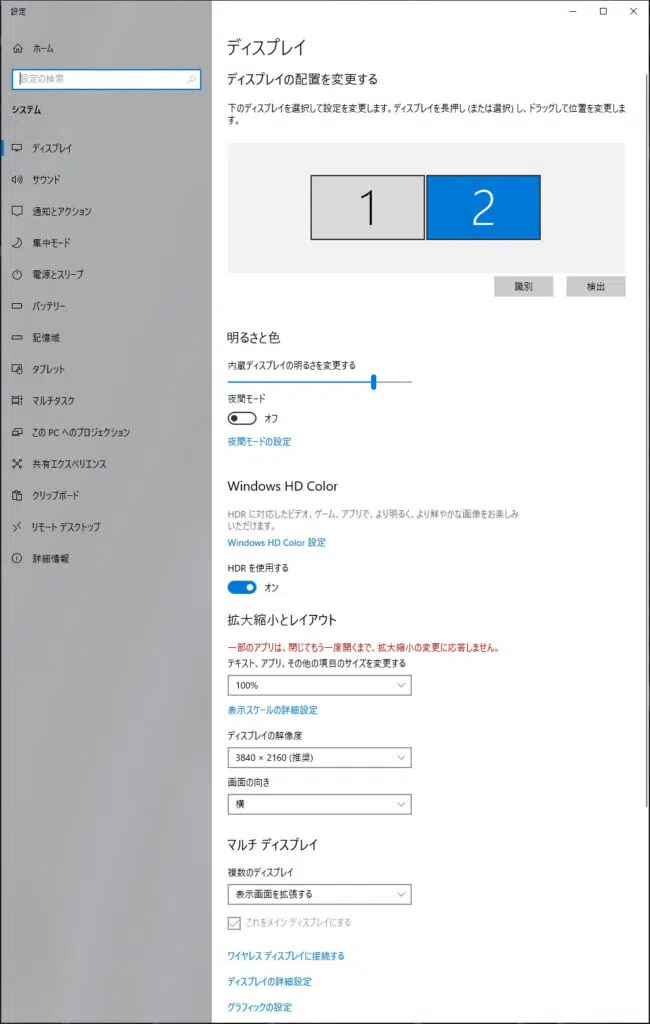 設定
ホーム
設定の検索
システム
ディスプレイ
サウンド
通知とアクション
集中モード
電源とスリープ
バッテリー
記憶域
タブレット
マルチタスク
この PC へのプロジェクション
共有エクスペリエンス
クリップボード
リモート デスクトップ
詳細情報
ディスプレイ
ディスプレイの配置を変更する
下のディスプレイを選択して設定を変更します。ディスプレイを長押し (または選択) し、ドラッグして位置を変更しま
す。
1
2
識別
検出
明るさと色
内蔵ディスプレイの明るさを変更する
夜間モード
オフ
夜間モードの設定
Windows HD Color
HDR に対応したビデオ、ゲーム、アプリで、より明るく、より鮮やかな画像をお楽しみ
いただけます。
Windows HD Color 設定
HDR を使用する
オン
拡大縮小とレイアウト
一部のアプリは、閉じてもう一度開くまで、拡大縮小の変更に応答しません。
テキスト、アプリ、その他の項目のサイズを変更する
100%
表示スケールの詳細設定
ディスプレイの解像度
3840 × 2160 (推奨)
画面の向き
横
マルチ ディスプレイ
複数のディスプレイ
表示画面を拡張する
これをメイン ディスプレイにする
ワイヤレス ディスプレイに接続する
ディスプレイの詳細設定
グラフィックの設定